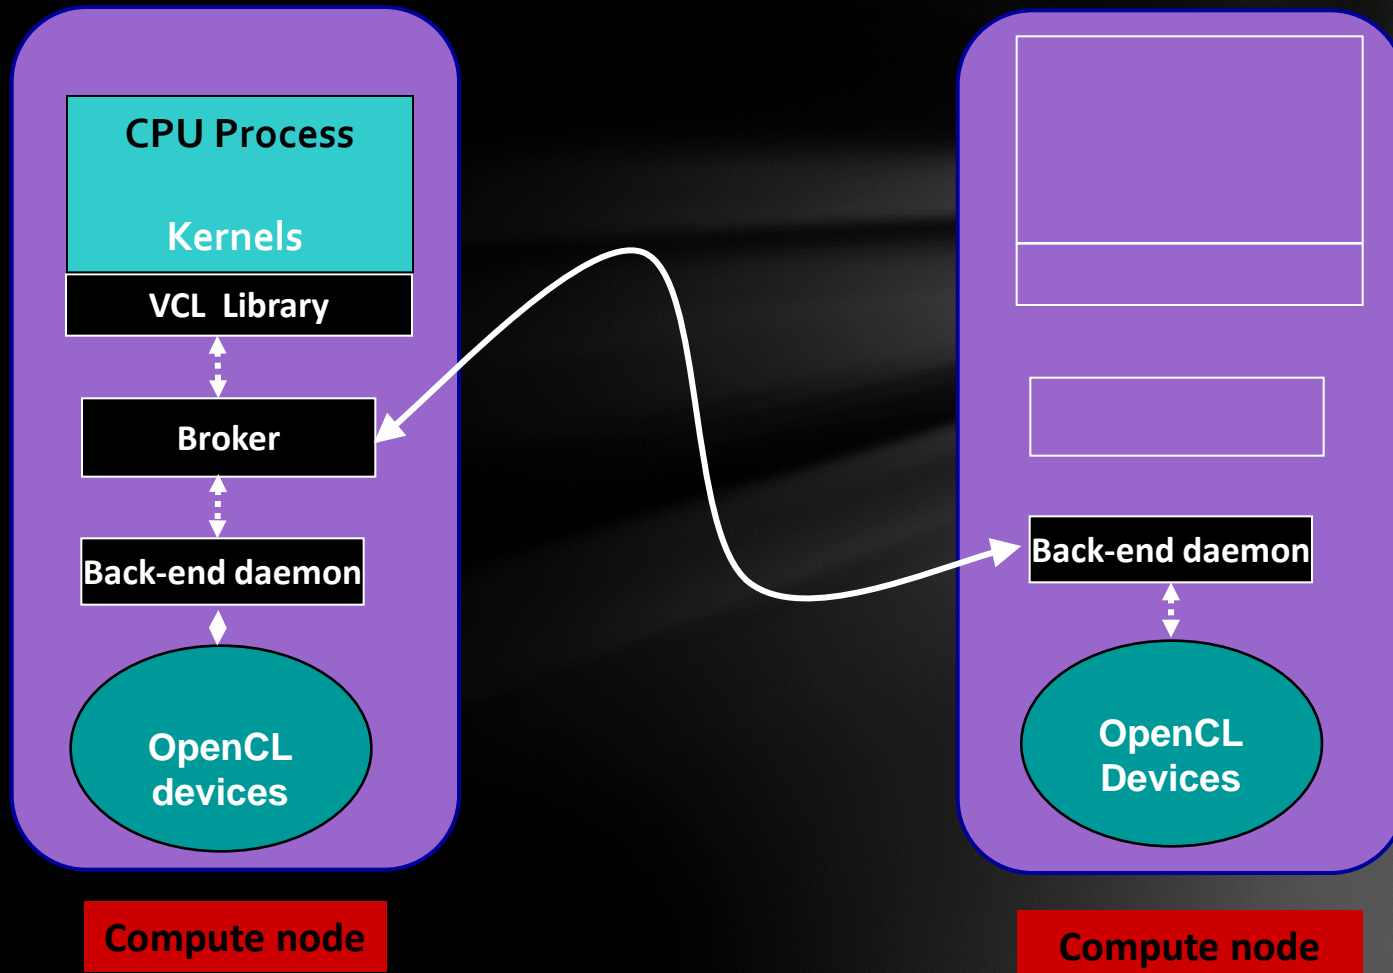 CPU Process
Kernels
VCL Library
Broker
Back-end daemon
OpenCL
devices
Compute node
Back-end daemon
OpenCL
Devices
Compute node